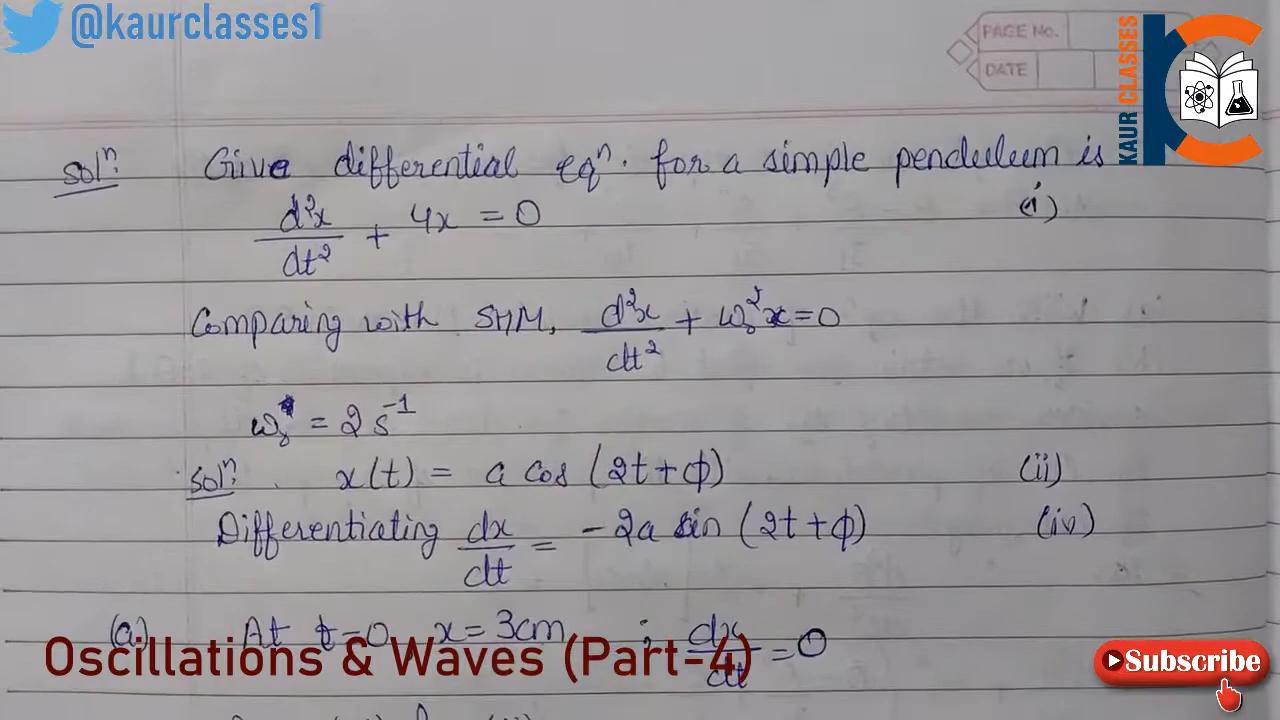 @kaurclasses1
PAGE No.
DATE
KAUR CLASSES
Solⁿ. Give differential eqⁿ. for a simple pendulum is
d²x/dt² + 4x = 0 (i)
Comparing with SHM, d²x/dt² + ω₀²x = 0
ω₀ = 2 s⁻¹
Solⁿ. x(t) = a cos (2t + φ) (ii)
Differentiating dx/dt = -2a sin (2t + φ) (iv)
(a) At t=0 x = 3cm ; dx/dt = 0
Oscillations & Waves (Part-4)
Subscribe